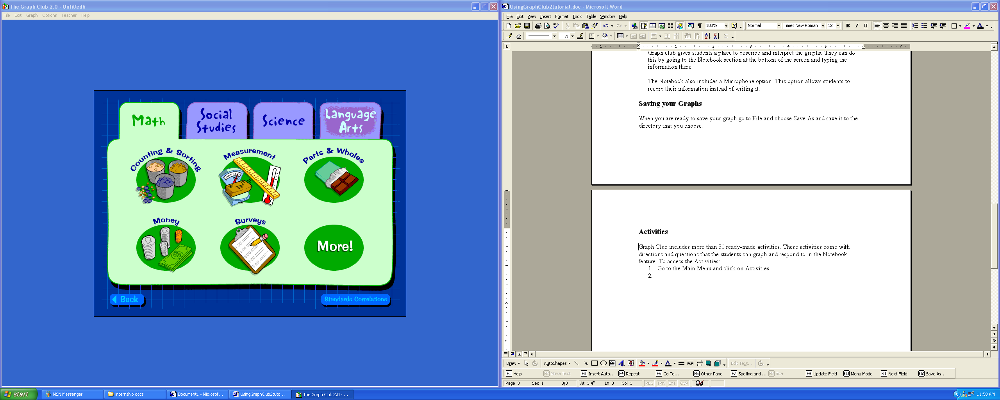 The Graph Club 2.0 - Untitled6
File Edit Graph Options Teacher Help
Math
Social Studies
Science
Language Arts
Counting & Sorting
Measurement
Parts & Wholes
Money
Surveys
More!
Back
Standards Correlations
UsingGraphClub2tutorial.doc - Microsoft Word
File Edit View Insert Format Tools Table Window Help
100% Normal Times New Roman 12
½
1 1 2 3 4 5 7
Graph club gives students a place to describe and interpret the graphs. They can do
this by going to the Notebook section at the bottom of the screen and typing the
information there.
The Notebook also includes a Microphone option. This option allows students to
record their information instead of writing it.
Saving your Graphs
When you are ready to save your graph go to File and choose Save As and save it to the
directory that you choose.
Activities
Graph Club includes more than 30 ready-made activities. These activities come with
directions and questions that the students can graph and respond to in the Notebook
feature. To access the Activities:
1. Go to the Main Menu and click on Activities.
2.
Draw AutoShapes Edit Text...
F1 Help F2 Move Text F3 Insert Auto... F4 Repeat F5 Go To... F6 Other Pane F7 Spelling and ... F8 Size F9 Update Field F10 Menu Mode F11 Next Field F12 Save As...
Page 3 Sec 1 3/3 At 1.4" Ln 3 Col 1 REC TRK EXT OVR
start MSN Messenger internship docs Document1 - Microsof... UsingGraphClub2tuto... The Graph Club 2.0 - ... 11:50 AM